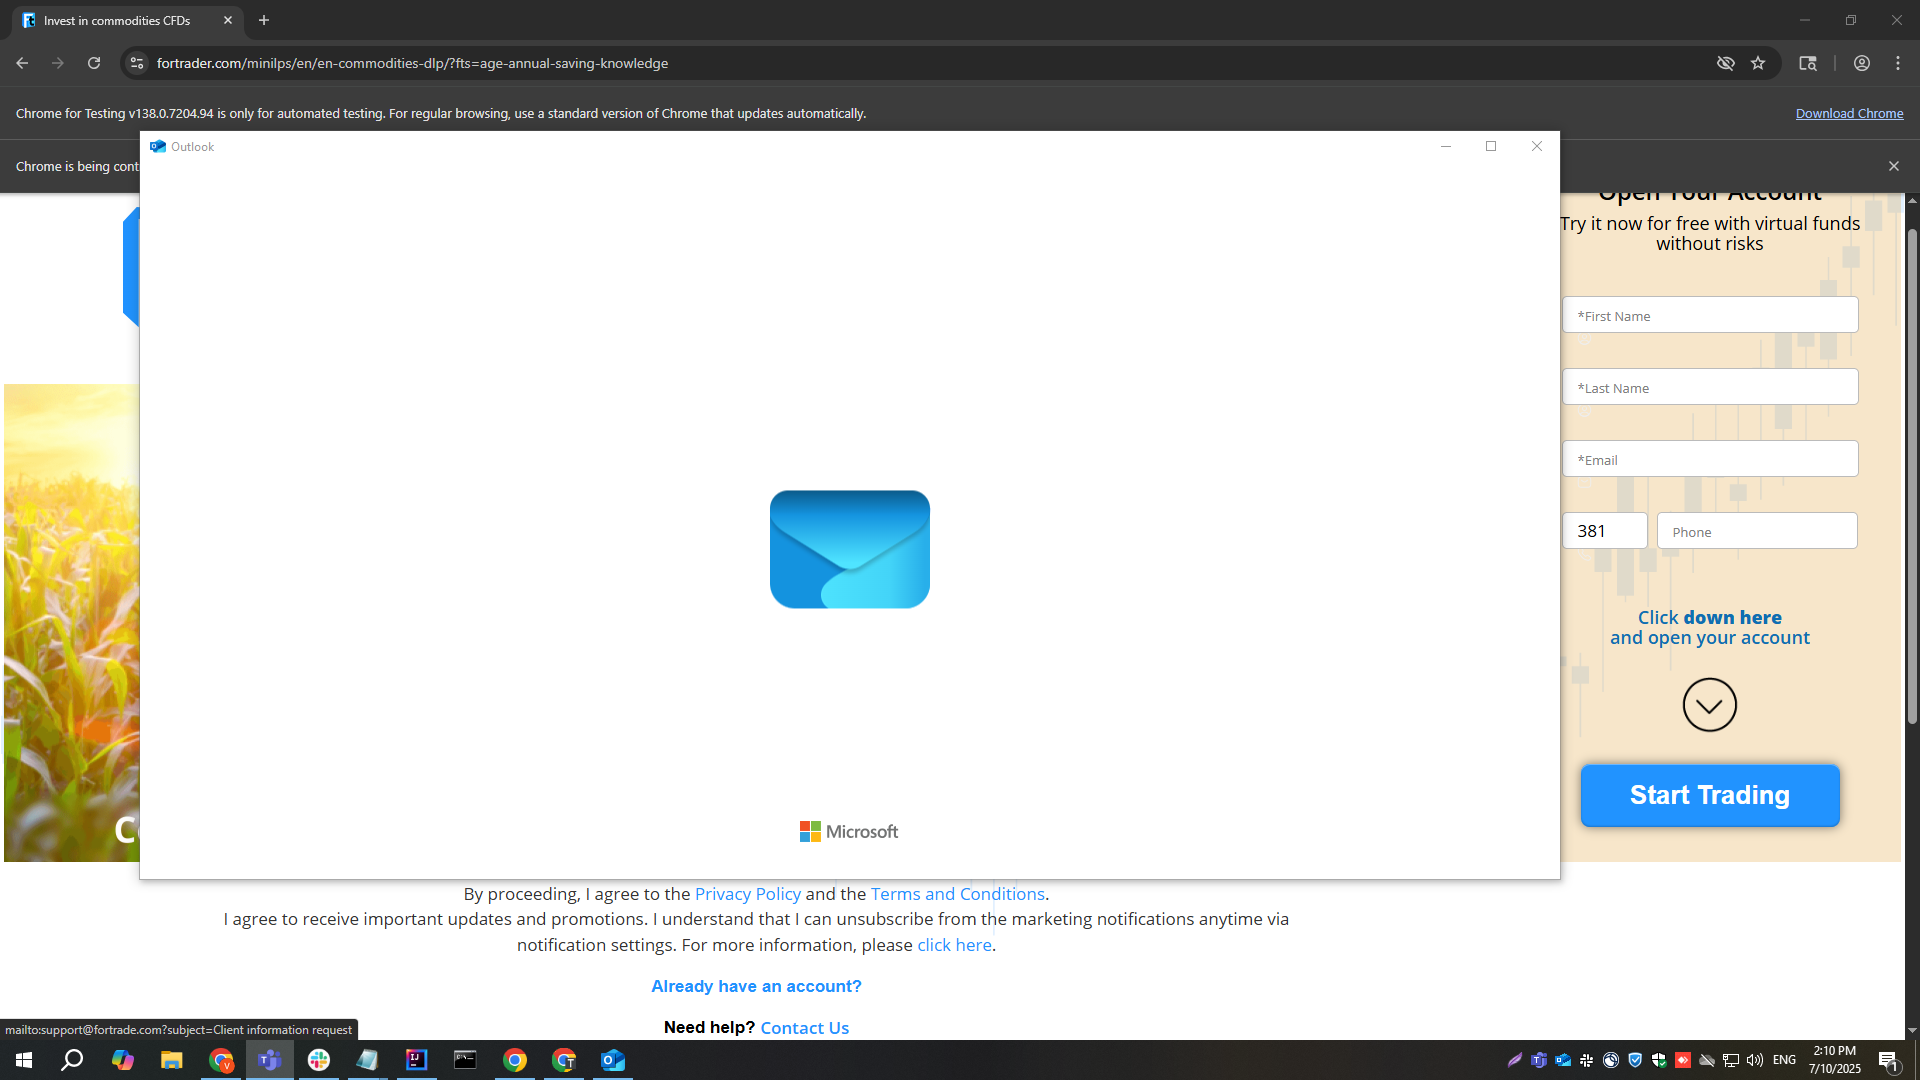 Invest in commodities CFDs
fortrader.com/minilps/en/en-commodities-dlp/?fts=age-annual-saving-knowledge
Chrome for Testing v138.0.7204.94 is only for automated testing. For regular browsing, use a standard version of Chrome that updates automatically.
Download Chrome
Chrome is being cont
Outlook
Open Your Account
Try it now for free with virtual funds
without risks
*First Name
*Last Name
*Email
381
Phone
Click down here
and open your account
Start Trading
Microsoft
By proceeding, I agree to the Privacy Policy and the Terms and Conditions.
I agree to receive important updates and promotions. I understand that I can unsubscribe from the marketing notifications anytime via
notification settings. For more information, please click here.
Already have an account?
Need help? Contact Us
mailto:support@fortrade.com?subject=Client information request
ENG
2:10 PM
7/10/2025
1